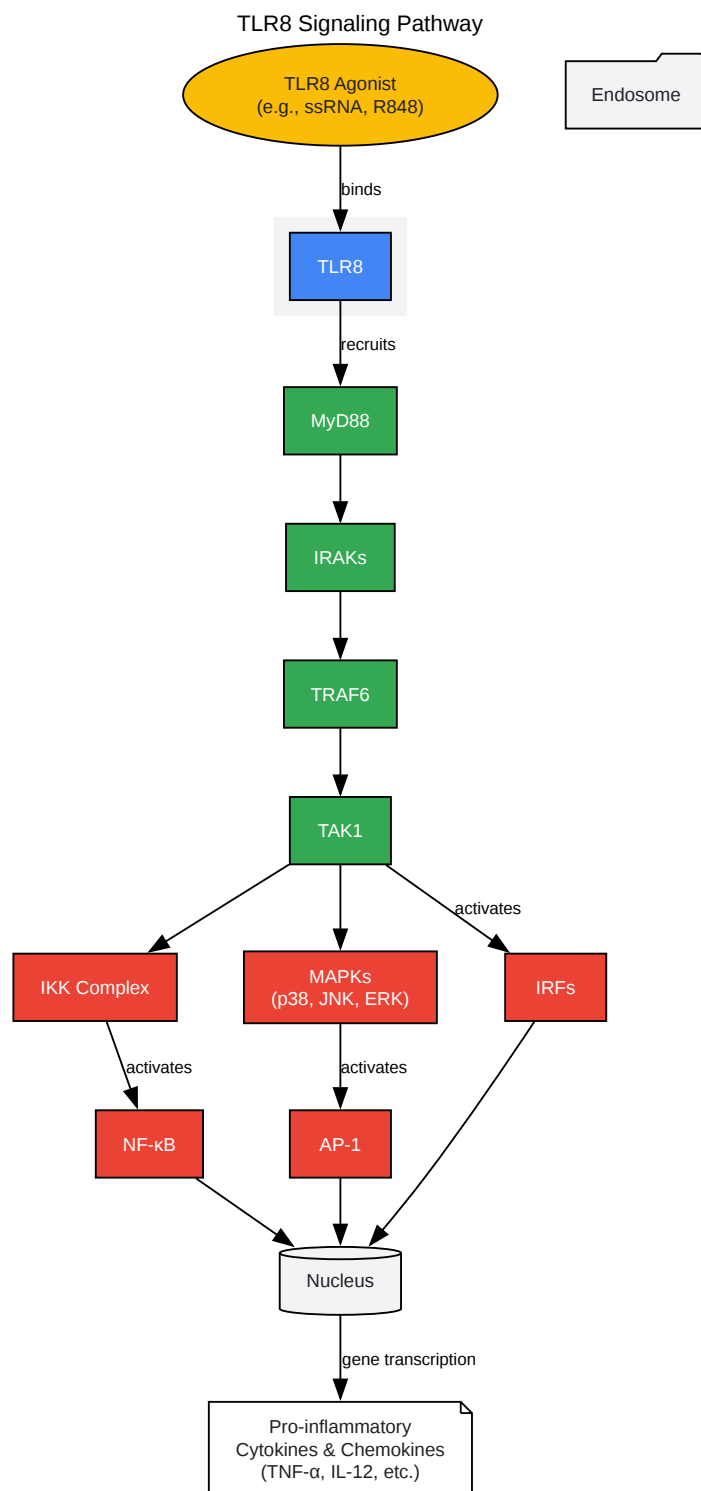 TLR8 Signaling Pathway
TLR8 Agonist
(e.g., ssRNA, R848)
Endosome
binds
TLR8
recruits
MyD88
IRAKs
TRAF6
TAK1
activates
IKK Complex
MAPKs
(p38, JNK, ERK)
IRFs
activates
activates
NF-κB
AP-1
Nucleus
gene transcription
Pro-inflammatory
Cytokines & Chemokines
(TNF-α, IL-12, etc.)